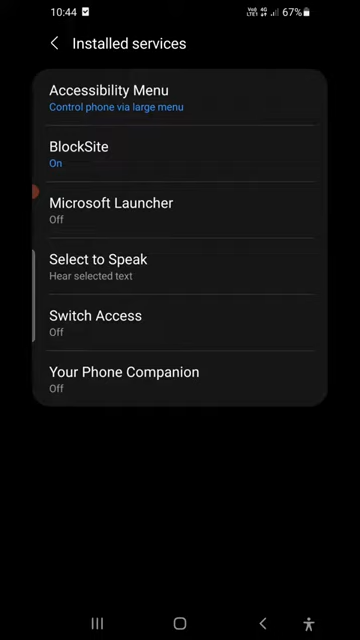 10:44 67%
Installed services
Accessibility Menu
Control phone via large menu
BlockSite
On
Microsoft Launcher
Off
Select to Speak
Hear selected text
Switch Access
Off
Your Phone Companion
Off